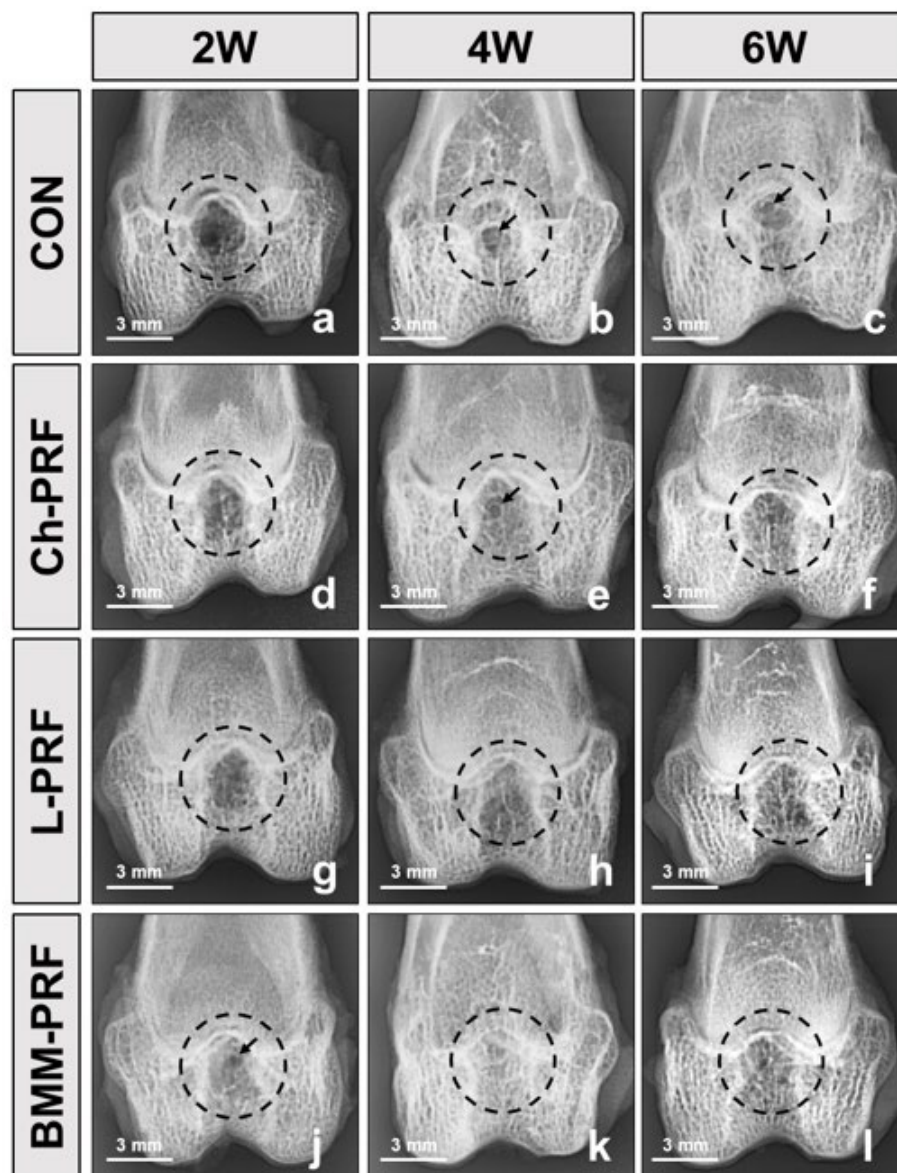 2W 4W 6W
CON
3 mm a 3 mm b 3 mm c
Ch-PRF
3 mm d 3 mm e 3 mm f
L-PRF
3 mm g 3 mm h 3 mm i
BMM-PRF
3 mm j 3 mm k 3 mm l